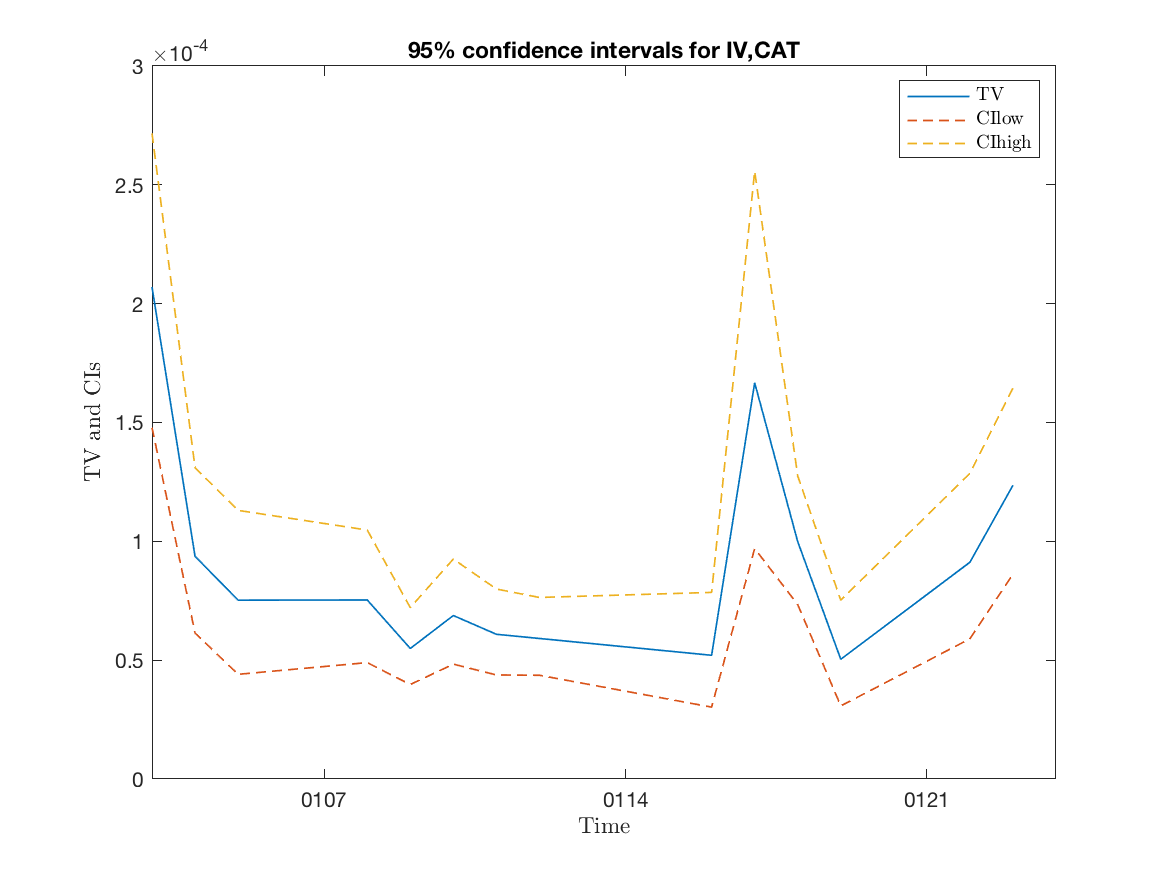 95% confidence intervals for IV,CAT
×10-4
3
2.5
2
1.5
1
0.5
0
TV and CIs
0107
0114
0121
Time
TV
CIlow
CIhigh